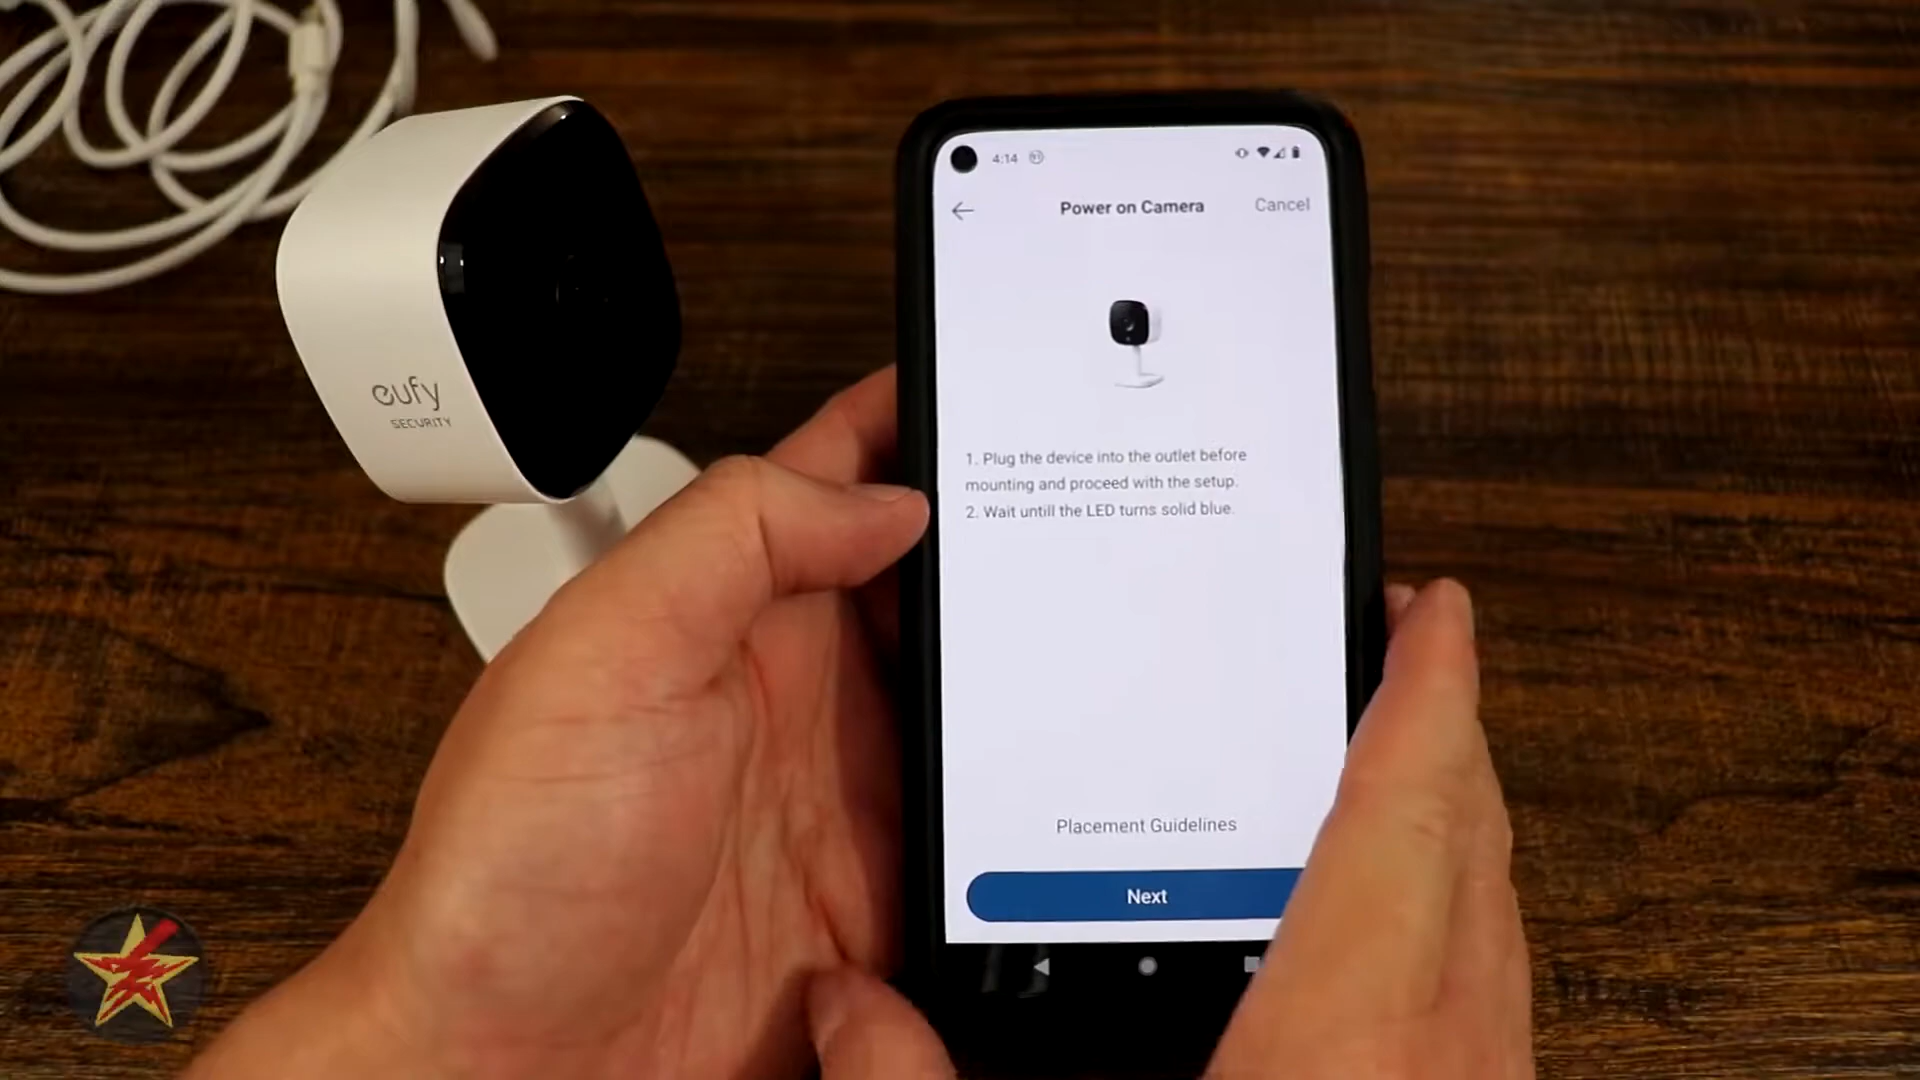 eufy
SECURITY
4:14
Power on Camera
Cancel
1. Plug the device into the outlet before
mounting and proceed with the setup.
2. Wait untill the LED turns solid blue.
Placement Guidelines
Next